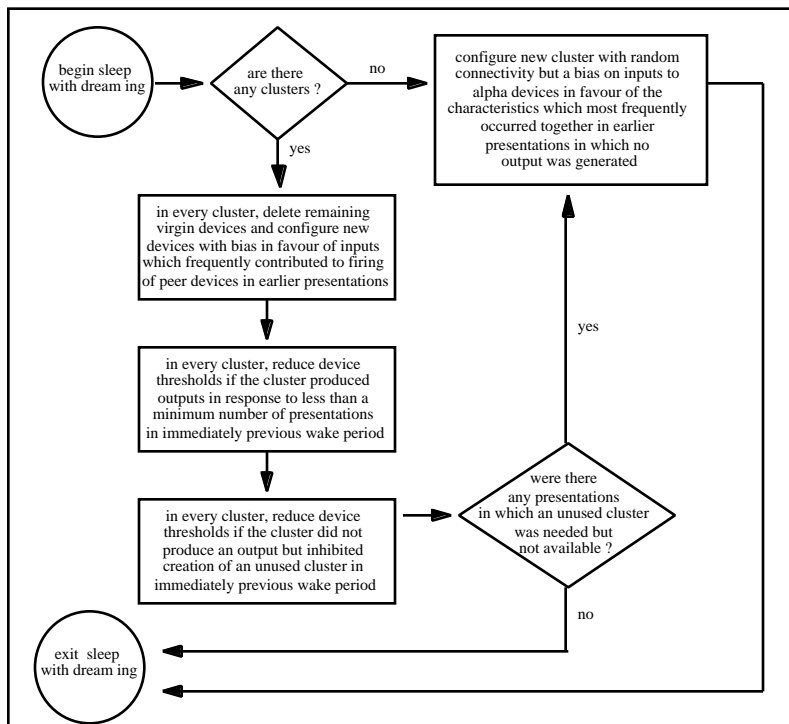 begin sleep
with dream ing
are there
any clusters ?
no
configure new cluster with random
connectivity but a bias on inputs to
alpha devices in favour of the
characteristics which most frequently
occurred together in earlier
presentations in which no
output was generated
yes
in every cluster, delete remaining
virgin devices and configure new
devices with bias in favour of inputs
which frequently contributed to firing
of peer devices in earlier presentations
yes
in every cluster, reduce device
thresholds if the cluster produced
outputs in response to less than a
minimum number of presentations
in immediately previous wake period
were there
any presentations
in which an unused cluster
was needed but
not available ?
in every cluster, reduce device
thresholds if the cluster did not
produce an output but inhibited
creation of an unused cluster in
immediately previous wake period
no
exit sleep
with dream ing